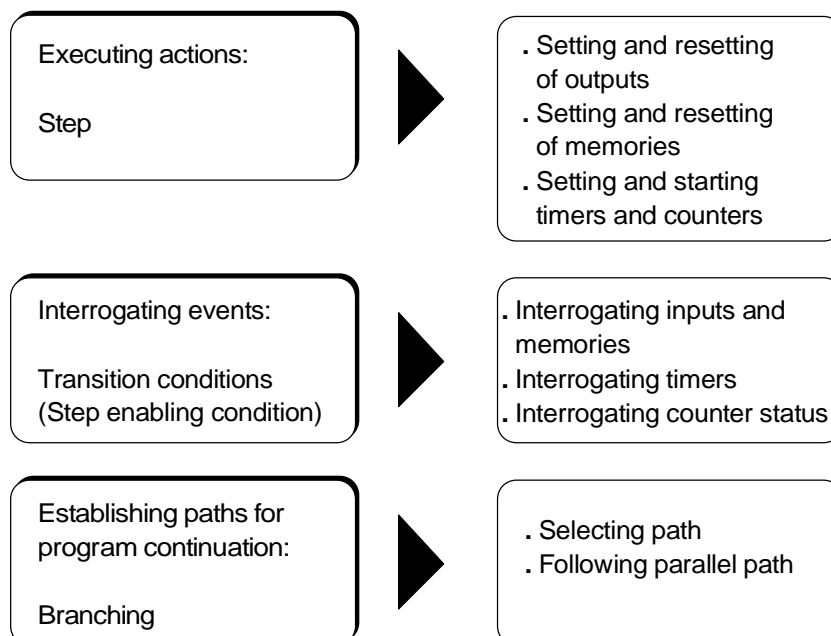 Executing actions:
Step
. Setting and resetting
of outputs
. Setting and resetting
of memories
. Setting and starting
timers and counters
Interrogating events:
Transition conditions
(Step enabling condition)
. Interrogating inputs and
memories
. Interrogating timers
. Interrogating counter status
Establishing paths for
program continuation:
Branching
. Selecting path
. Following parallel path